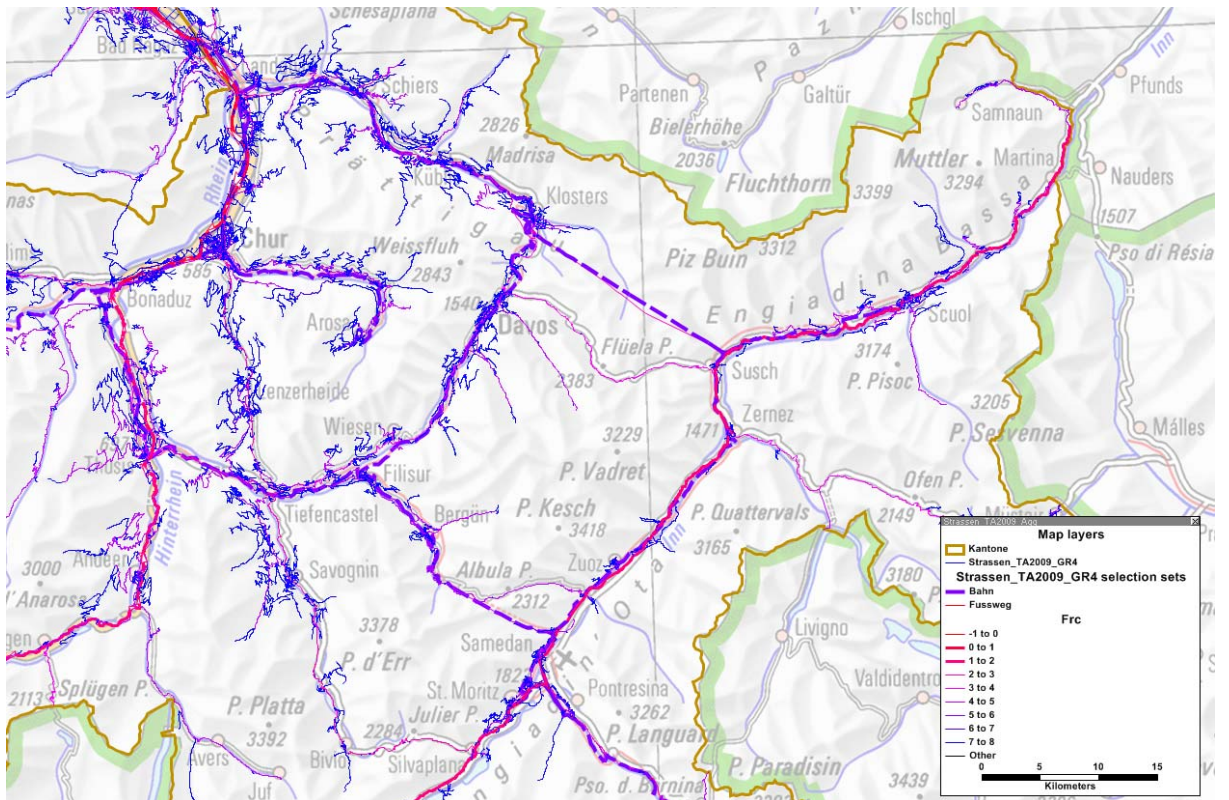 Schesaplana
Ischgl
Bad Ragaz
Inn
Schiers
Partenen
Galtür
Pfunds
Samnaun
2826
Bielerhöhe
Madrisa
2036
Muttler
Martina
3294
Nauders
Klosters
Fluchthorn
3399
Rhein
1507
Chur
Weissfluh
Piz Buin
3312
Pso di Résia
586
2843
Engiadina Bassa
Bonaduz
1540
Arosa
Davos
Scuol
Flüela P.
3174
2383
Susch
P. Pisoc
Zernez
3205
Wiesen
3229
1471
P. Sesvenna
Málles
P. Vadret
Filisur
Ofen P.
Hinterrhein
Tiefencastel
Bergün
P. Kesch
P. Quattervals
2149
3418
Inn
3165
Zuoz
3000
Andeer
Savognin
Albula P.
3180
2312
3378
Livigno
Samedan
P. d'Err
St. Moritz
Pontresina
2113
Splügen P.
P. Platta
Julier P.
3262
2284
P. Languard
3392
Bivio
Silvaplana
Avers
P. Paradisin
Juf
Pso. d. Bernina
3439
Strassen_TA2009_Agg
Map layers
Kantone
Strassen_TA2009_GR4
Strassen_TA2009_GR4 selection sets
Bahn
Fussweg
Frc
-1 to 0
0 to 1
1 to 2
2 to 3
3 to 4
4 to 5
5 to 6
6 to 7
7 to 8
Other
0 5 10 15
Kilometers